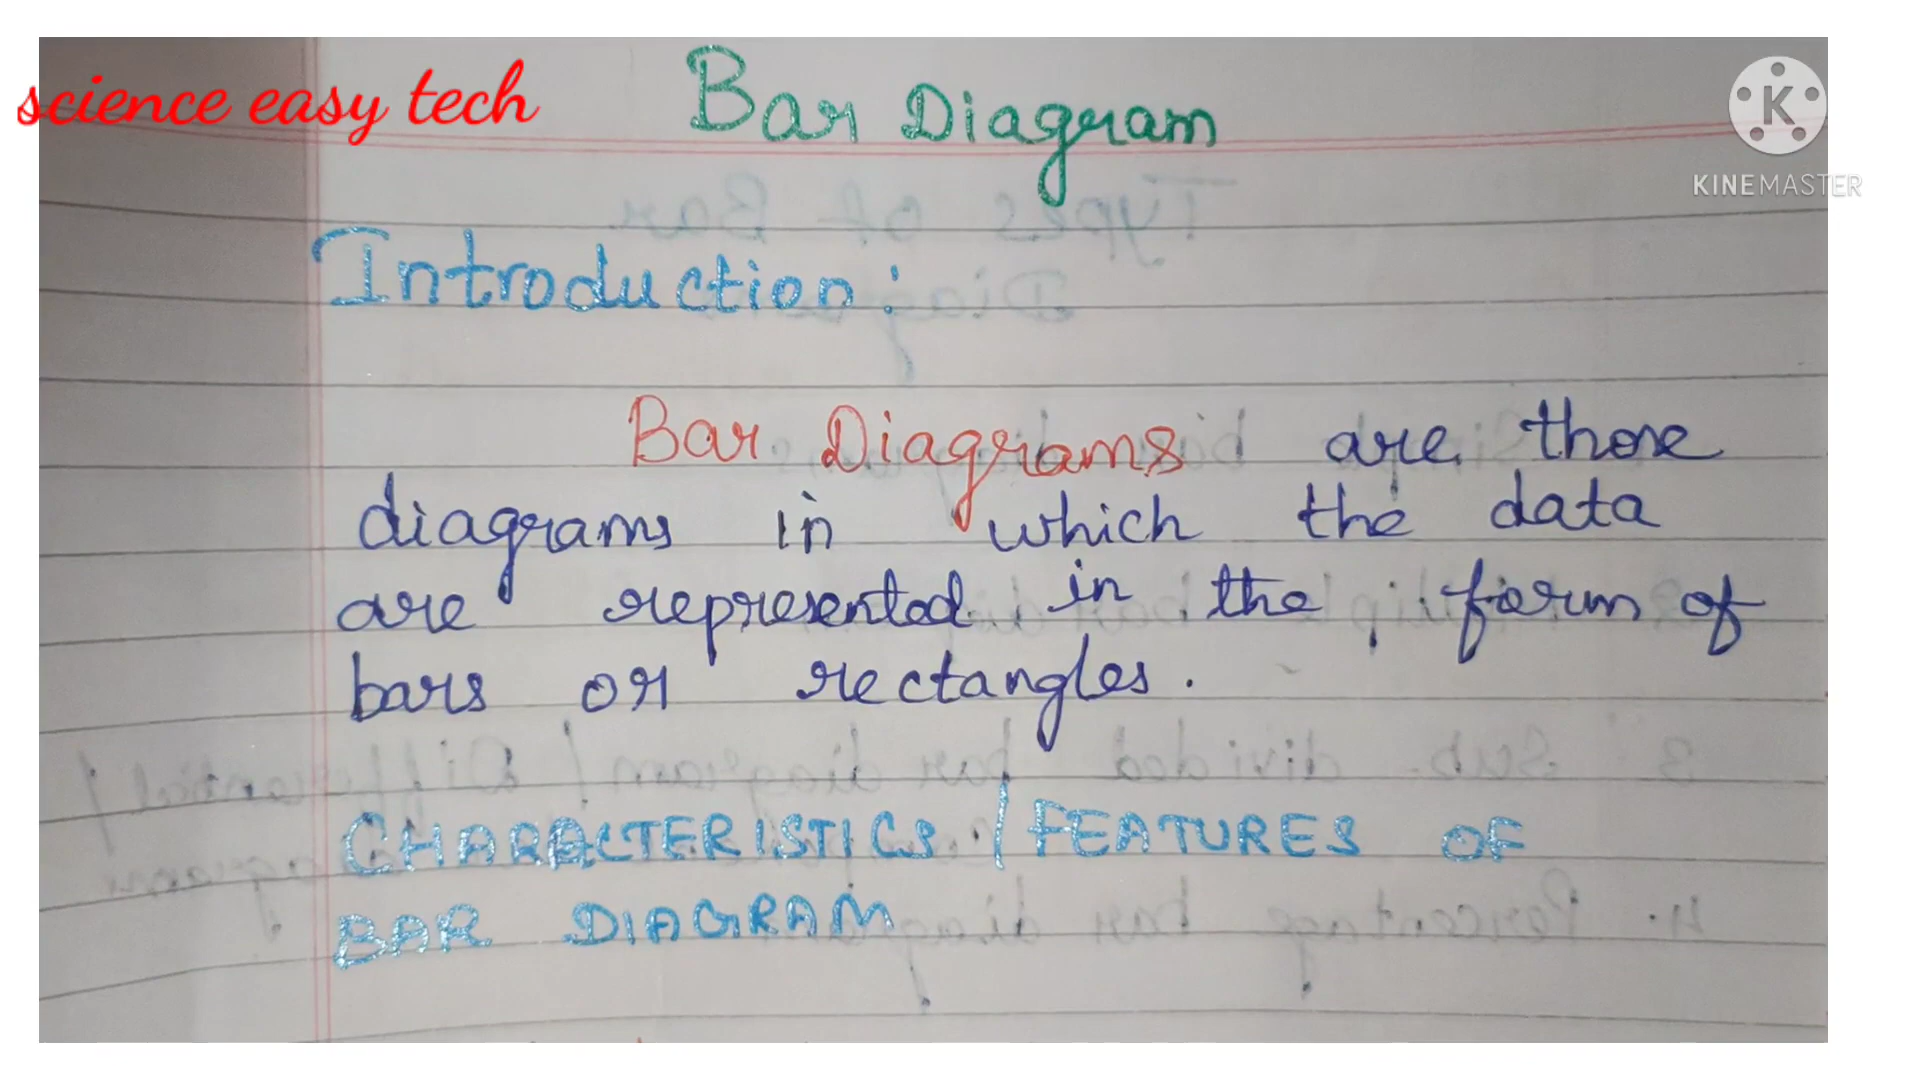 science easy tech
Bar Diagram
KINEMASTER
Introduction:
Bar Diagrams are those
diagrams in which the data
are represented in the form of
bars or rectangles.
CHARACTERISTICS / FEATURES OF
BAR DIAGRAM